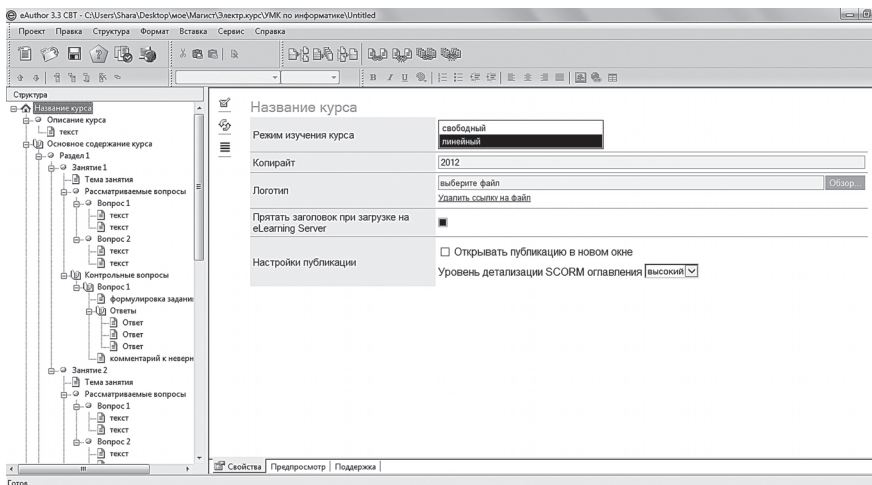 eAuthor 3.3 CBT - C:\Users\Shara\Desktop\мое\Магист\Электр.курс\УМК по информатике\Untitled
Проект Правка Структура Формат Вставка Сервис Справка
B I U
Структура
Название курса
Описание курса
текст
Основное содержание курса
Раздел 1
Занятие 1
Тема занятия
Рассматриваемые вопросы
Вопрос 1
текст
текст
Вопрос 2
текст
текст
Контрольные вопросы
Вопрос 1
формулировка задани
Ответы
Ответ
Ответ
Ответ
комментарий к неверн
Занятие 2
Тема занятия
Рассматриваемые вопросы
Вопрос 1
текст
текст
Вопрос 2
текст
Название курса
Режим изучения курса
свободный
линейный
Копирайт
2012
Логотип
выберите файл
Обзор...
Удалить ссылку на файл
Прятать заголовок при загрузке на
eLearning Server
Настройки публикации
Открывать публикацию в новом окне
Уровень детализации SCORM оглавления высокий
Свойства Предпросмотр Поддержка
Готов